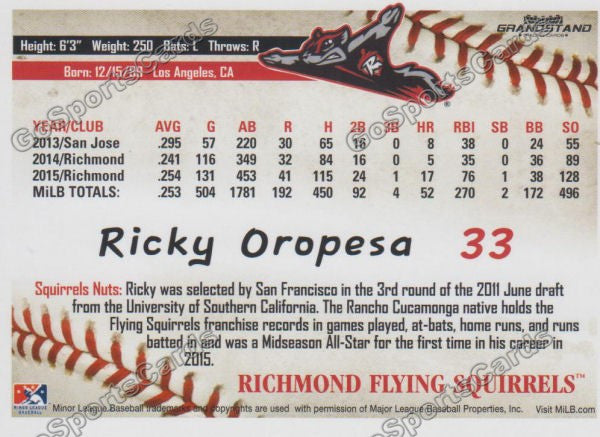 GRANDSTAND
Height: 6'3" Weight: 250 Bats: L Throws: R
Born: 12/15/89 Los Angeles, CA
R
YEAR/CLUB AVG G AB R H 2B 3B HR RBI SB BB SO
2013/San Jose .295 57 220 30 65 18 0 8 38 0 24 55
2014/Richmond .241 116 349 32 84 16 0 5 35 0 36 89
2015/Richmond .254 131 453 41 115 24 1 17 76 1 38 128
MiLB TOTALS: .253 504 1781 192 450 92 4 52 270 2 172 496
Ricky Oropesa 33
Squirrels Nuts: Ricky was selected by San Francisco in the 3rd round of the 2011 June draft
from the University of Southern California. The Rancho Cucamonga native holds the
Flying Squirrels franchise records in games played, at-bats, home runs, and runs
batted in and was a Midseason All-Star for the first time in his career in
2015.
RICHMOND FLYING SQUIRRELS™
MINOR LEAGUE
BASEBALL
Minor League Baseball trademarks and copyrights are used with permission of Major League Baseball Properties, Inc. Visit MiLB.com
GoSportsCards